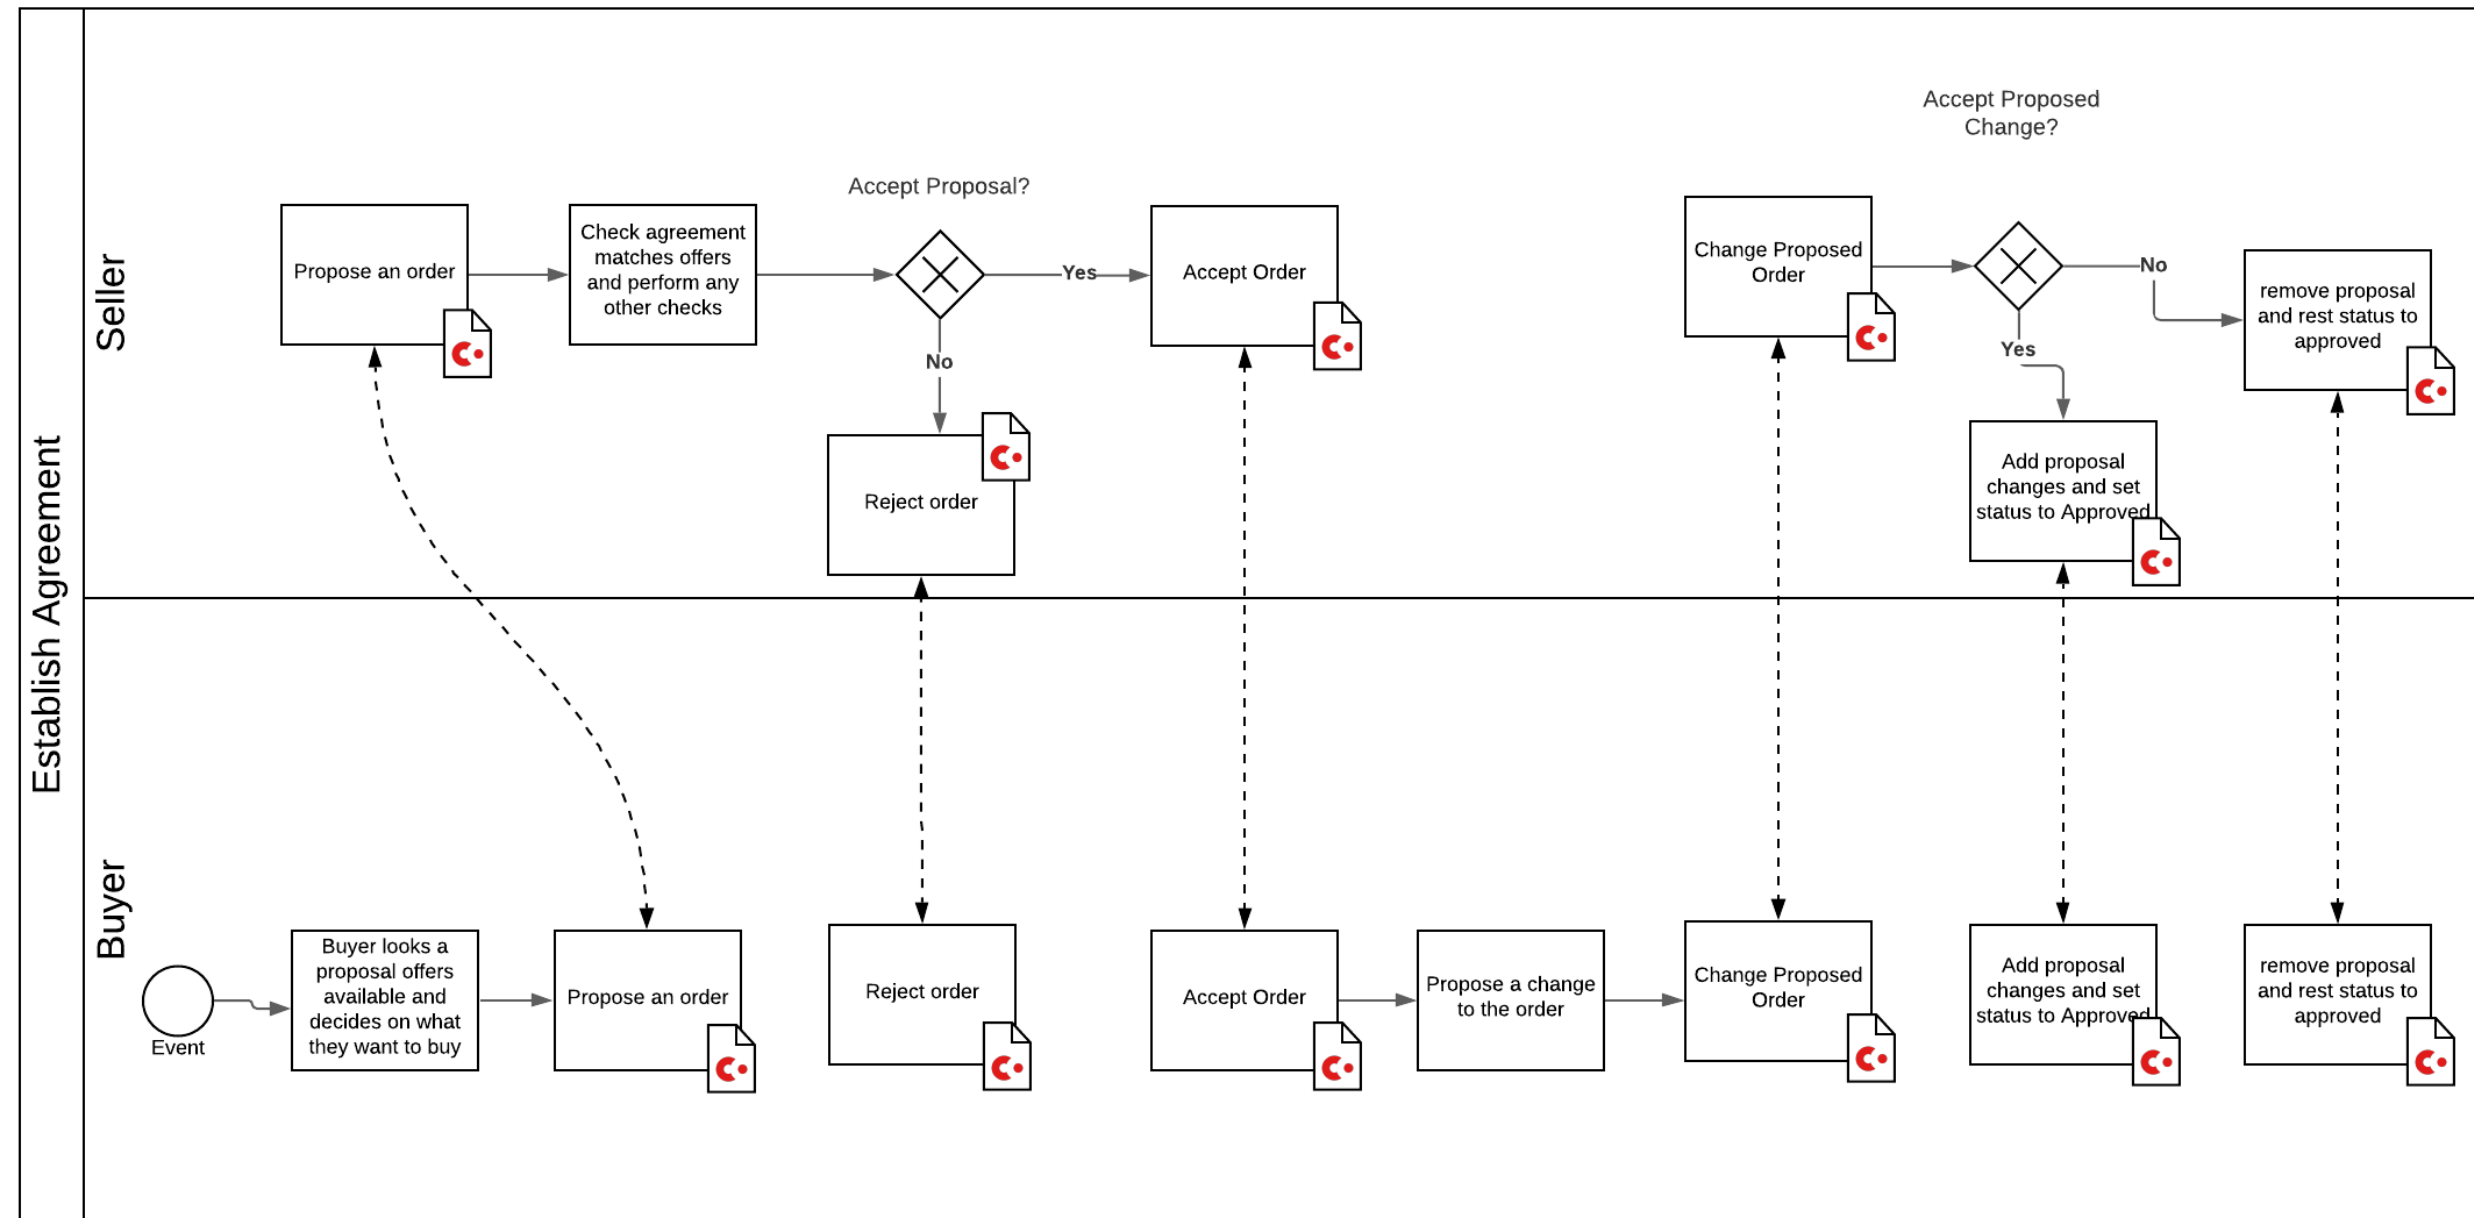 Establish Agreement
Seller
Accept Proposed
Change?
Accept Proposal?
Propose an order
Check agreement
matches offers
and perform any
other checks
Yes
Accept Order
No
Reject order
Change Proposed
Order
No
remove proposal
and rest status to
approved
Yes
Add proposal
changes and set
status to Approved
Buyer
Event
Buyer looks a
proposal offers
available and
decides on what
they want to buy
Propose an order
Reject order
Accept Order
Propose a change
to the order
Change Proposed
Order
Add proposal
changes and set
status to Approved
remove proposal
and rest status to
approved